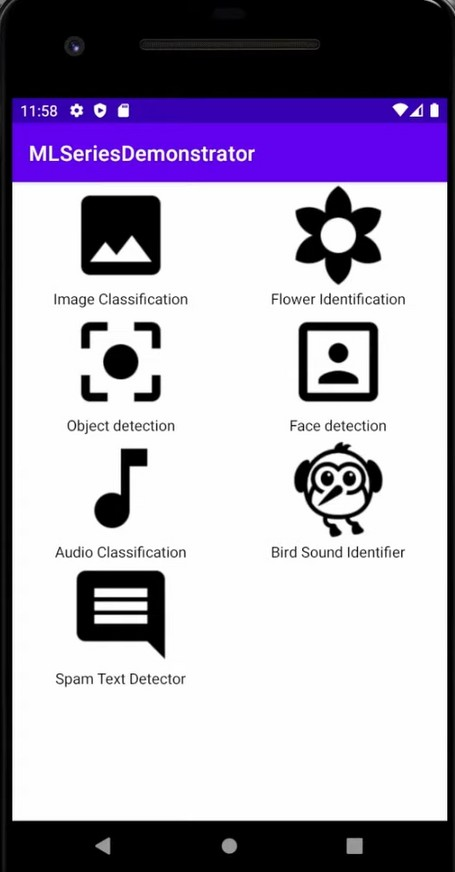 11:58
MLSeriesDemonstrator
Image Classification
Flower Identification
Object detection
Face detection
Audio Classification
Bird Sound Identifier
Spam Text Detector